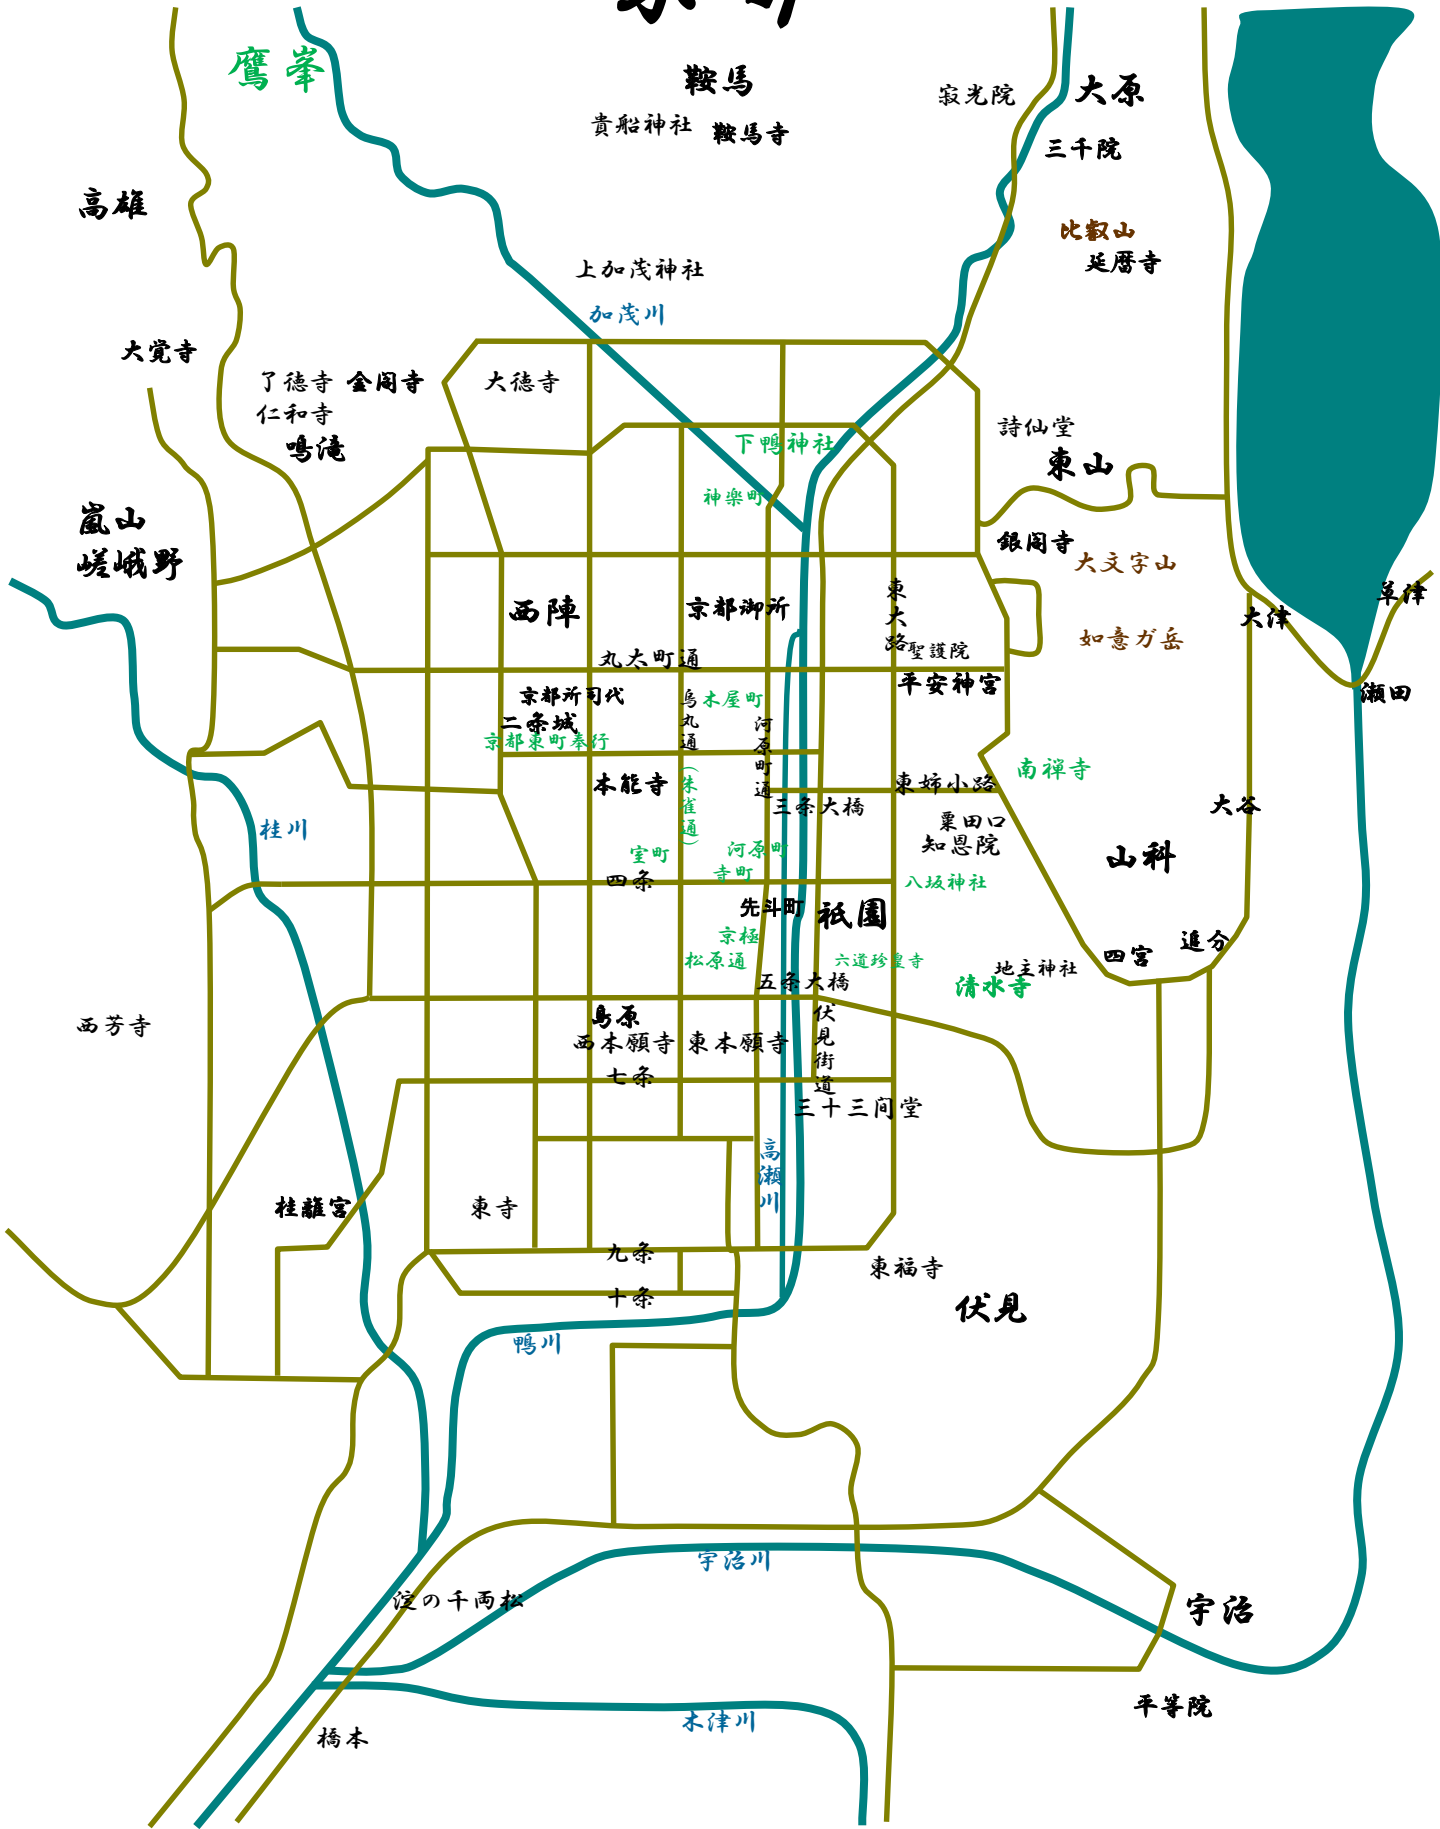 鷹峯
鞍馬
貴船神社
鞍馬寺
寂光院
大原
三千院
高雄
比叡山
延暦寺
上加茂神社
加茂川
大覚寺
了徳寺
金閣寺
大徳寺
仁和寺
鳴滝
詩仙堂
下鴨神社
東山
神楽町
嵐山
嵯峨野
銀閣寺
大文字山
西陣
京都御所
東大路
草津
大津
如意ガ岳
聖護院
丸太町通
平安神宮
京都所司代
烏丸通
(朱雀通)
木屋町
瀬田
二条城
河原町通
京都東町奉行
南禅寺
本能寺
東姉小路
三条大橋
大谷
粟田口
知恩院
桂川
室町
河原町
寺町
山科
四条
八坂神社
先斗町
祇園
京極
松原通
六道珍皇寺
追分
四宮
地主神社
清水寺
五条大橋
西芳寺
島原
伏見街道
西本願寺
東本願寺
七条
三十三間堂
高瀬川
桂離宮
東寺
九条
東福寺
十条
伏見
鴨川
宇治川
淀の千両松
宇治
平等院
木津川
橋本